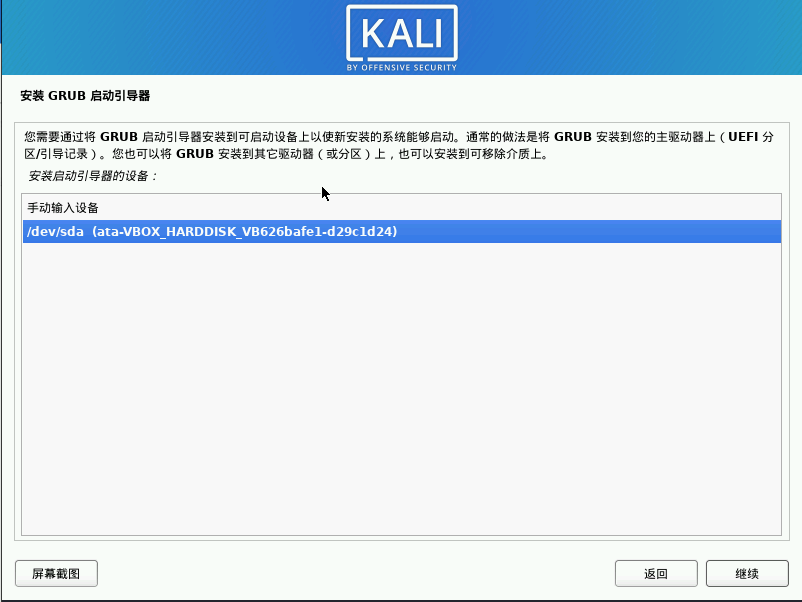 KALI
BY OFFENSIVE SECURITY
安装 GRUB 启动引导器
您需要通过将 GRUB 启动引导器安装到可启动设备上以使新安装的系统能够启动。通常的做法是将 GRUB 安装到您的主驱动器上（UEFI 分
区/引导记录）。您也可以将 GRUB 安装到其它驱动器（或分区）上，也可以安装到可移除介质上。
安装启动引导器的设备：
手动输入设备
/dev/sda  (ata-VBOX_HARDDISK_VB626bafe1-d29c1d24)
屏幕截图
返回
继续